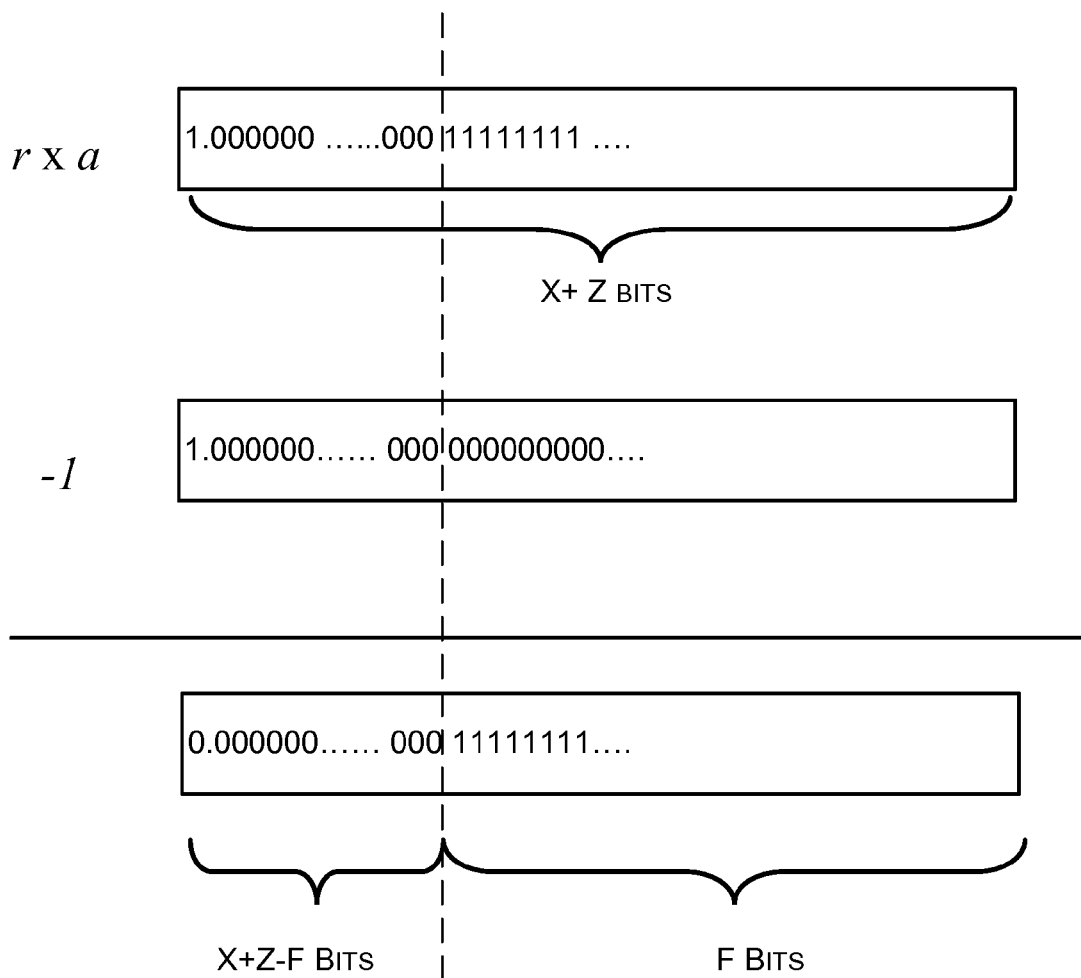 r x a
1.000000 ......000 11111111 ....
X+ Z BITS
-1
1.000000...... 000 000000000....
0.000000...... 000 11111111....
X+Z-F BITS
F BITS